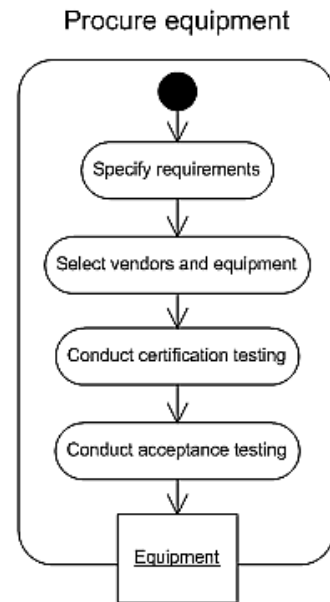 Procure equipment
Specify requirements
Select vendors and equipment
Conduct certification testing
Conduct acceptance testing
Equipment